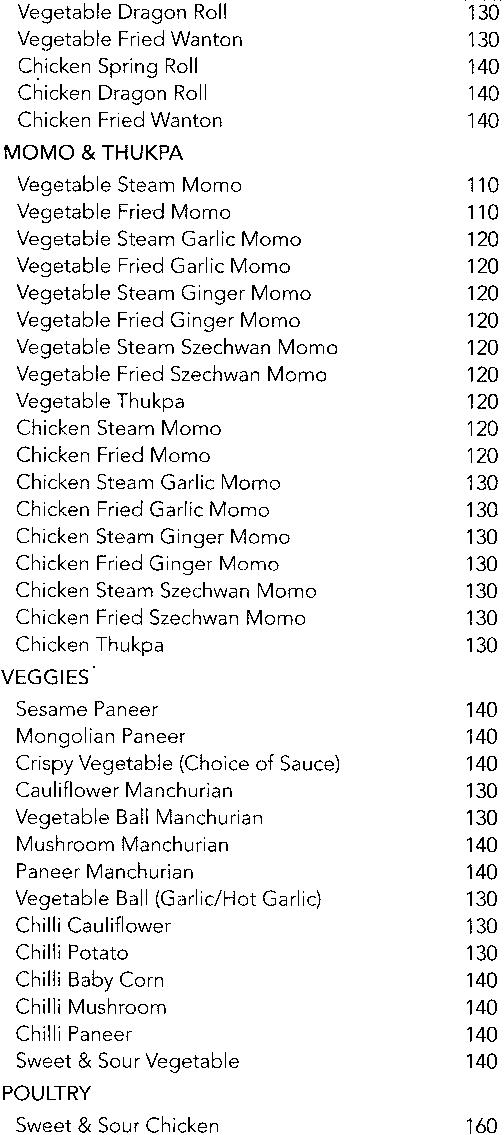 Vegetable Dragon Roll 130
Vegetable Fried Wanton 130
Chicken Spring Roll 140
Chicken Dragon Roll 140
Chicken Fried Wanton 140
MOMO & THUKPA
Vegetable Steam Momo 110
Vegetable Fried Momo 110
Vegetable Steam Garlic Momo 120
Vegetable Fried Garlic Momo 120
Vegetable Steam Ginger Momo 120
Vegetable Fried Ginger Momo 120
Vegetable Steam Szechwan Momo 120
Vegetable Fried Szechwan Momo 120
Vegetable Thukpa 120
Chicken Steam Momo 120
Chicken Fried Momo 120
Chicken Steam Garlic Momo 130
Chicken Fried Garlic Momo 130
Chicken Steam Ginger Momo 130
Chicken Fried Ginger Momo 130
Chicken Steam Szechwan Momo 130
Chicken Fried Szechwan Momo 130
Chicken Thukpa 130
VEGGIES
Sesame Paneer 140
Mongolian Paneer 140
Crispy Vegetable (Choice of Sauce) 140
Cauliflower Manchurian 130
Vegetable Ball Manchurian 130
Mushroom Manchurian 140
Paneer Manchurian 140
Vegetable Ball (Garlic/Hot Garlic) 130
Chilli Cauliflower 130
Chilli Potato 130
Chilli Baby Corn 140
Chilli Mushroom 140
Chilli Paneer 140
Sweet & Sour Vegetable 140
POULTRY
Sweet & Sour Chicken 160